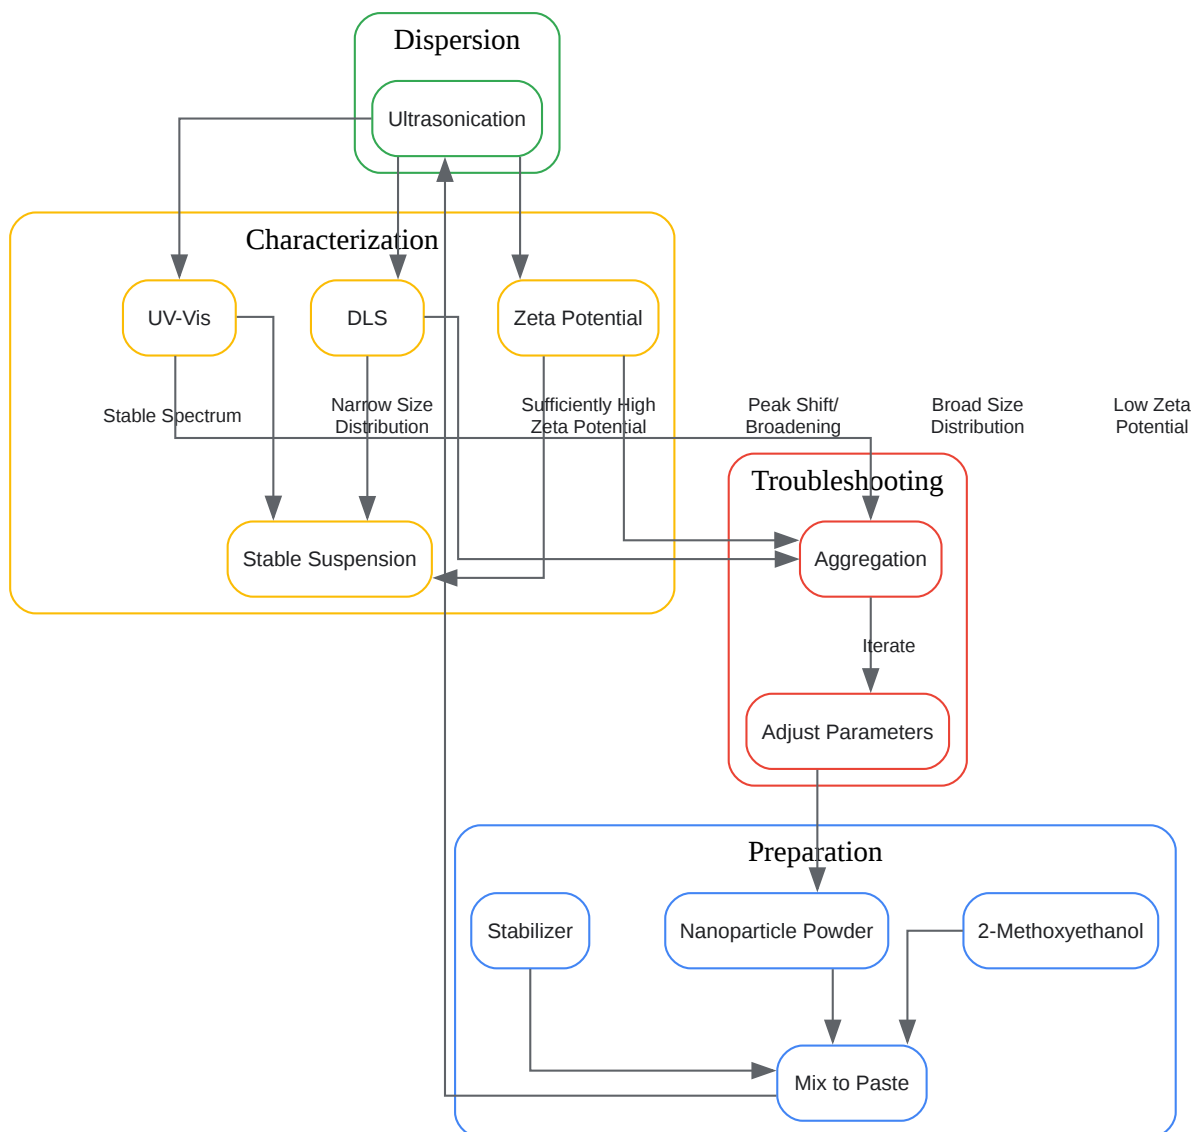 Dispersion
Ultrasonication
Characterization
UV-Vis
DLS
Zeta Potential
Stable Spectrum
Narrow Size
Distribution
Sufficiently High
Zeta Potential
Peak Shift/
Broadening
Broad Size
Distribution
Low Zeta
Potential
Troubleshooting
Stable Suspension
Aggregation
Iterate
Adjust Parameters
Preparation
Stabilizer
Nanoparticle Powder
2-Methoxyethanol
Mix to Paste